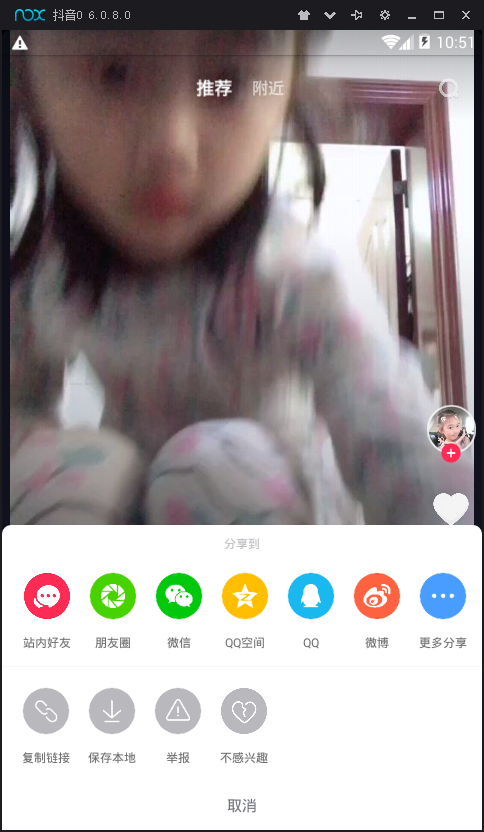 nox 抖音0 6.0.8.0
10:51
推荐 附近
分享到
站内好友 朋友圈 微信 QQ空间 QQ 微博 更多分享
复制链接 保存本地 举报 不感兴趣
取消